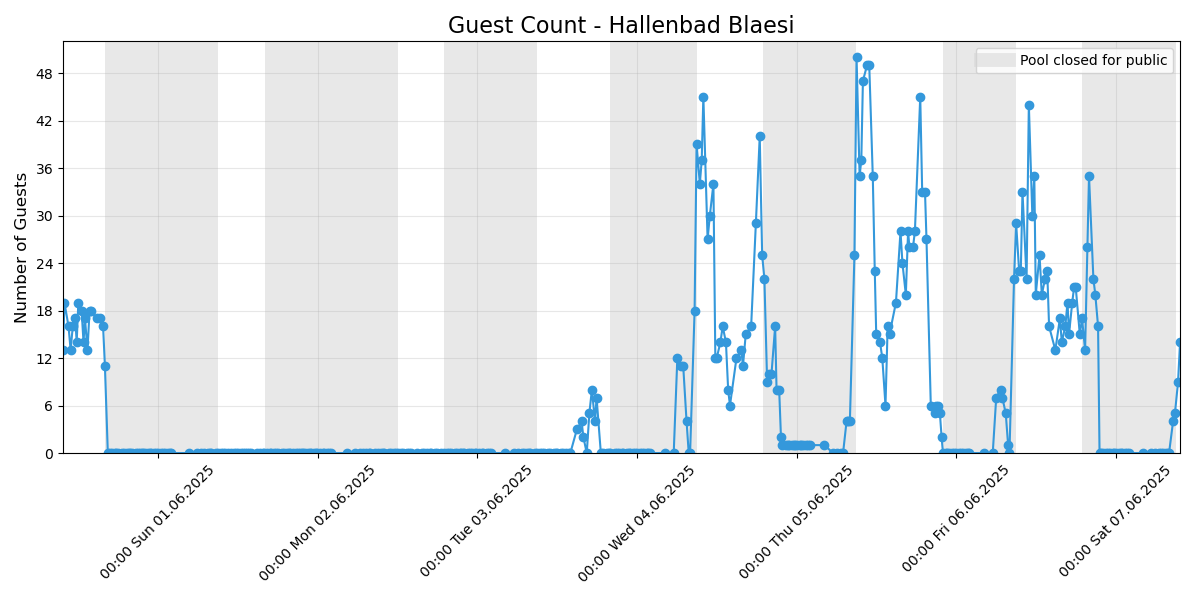 Guest Count - Hallenbad Blaesi
Pool closed for public
Number of Guests
48
42
36
30
24
18
12
6
0
00:00 Sun 01.06.2025
00:00 Mon 02.06.2025
00:00 Tue 03.06.2025
00:00 Wed 04.06.2025
00:00 Thu 05.06.2025
00:00 Fri 06.06.2025
00:00 Sat 07.06.2025